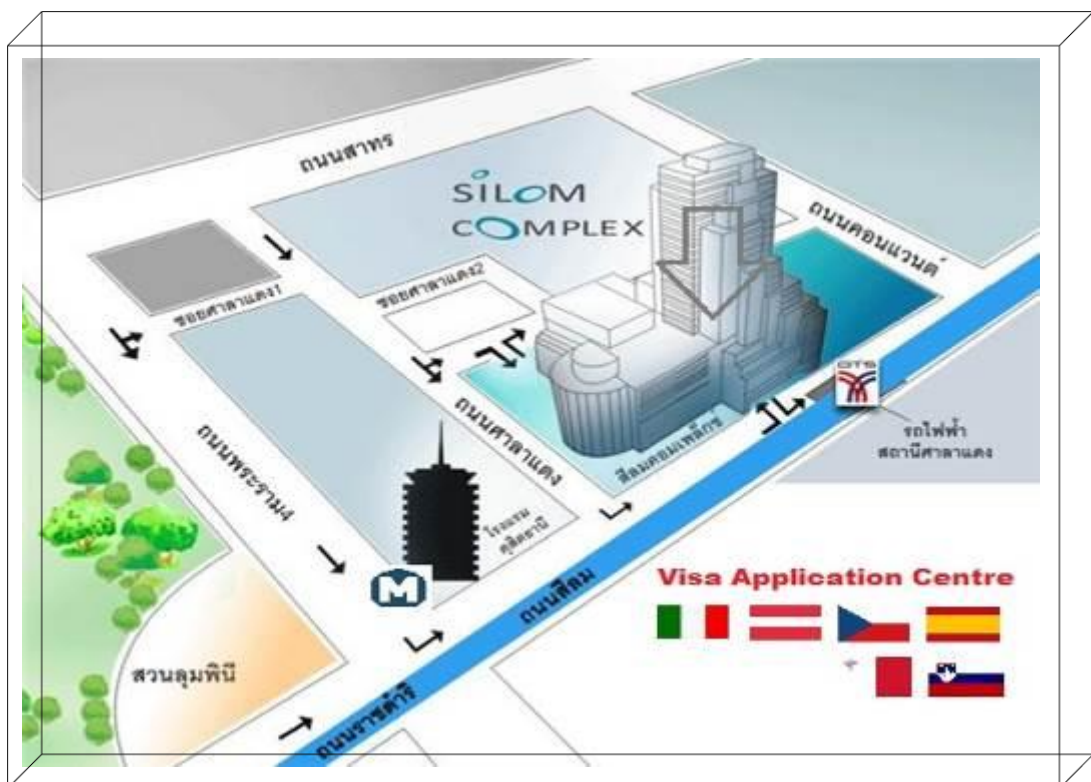 ถนนสาทร
SiLOM
COMPLEX
ถนนคอนแวนต์
ซอยศาลาแดง1
ซอยศาลาแดง2
BTS
รถไฟฟ้า
สถานีศาลาแดง
ถนนพระราม4
ถนนศาลาแดง
สีลมคอมเพล็กซ์
โรงแรม
ดุสิตธานี
M
ถนนสีลม
Visa Application Centre
สวนลุมพินี
ถนนราชดำริ